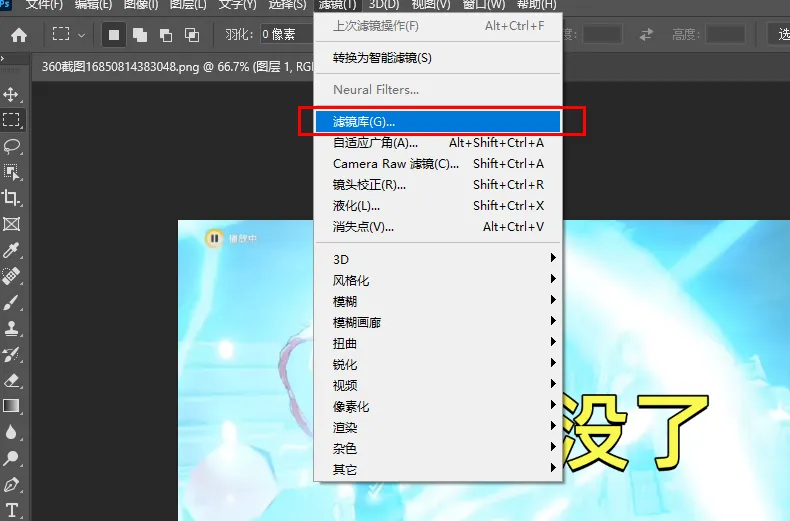 Ps 文件(F) 编辑(E) 图像(I) 图层(L) 文字(Y) 选择(S) 滤镜(T) 3D(D) 视图(V) 窗口(W) 帮助(H)
羽化: 0 像素 度: 高度: 选
360截图16850814383048.png @ 66.7% (图层 1, RG
上次滤镜操作(F) Alt+Ctrl+F
转换为智能滤镜(S)
Neural Filters...
滤镜库(G)...
自适应广角(A)... Alt+Shift+Ctrl+A
Camera Raw 滤镜(C)... Shift+Ctrl+A
镜头校正(R)... Shift+Ctrl+R
液化(L)... Shift+Ctrl+X
消失点(V)... Alt+Ctrl+V
3D
风格化
模糊
模糊画廊
扭曲
锐化
视频
像素化
渲染
杂色
其它
播放中
没了
T